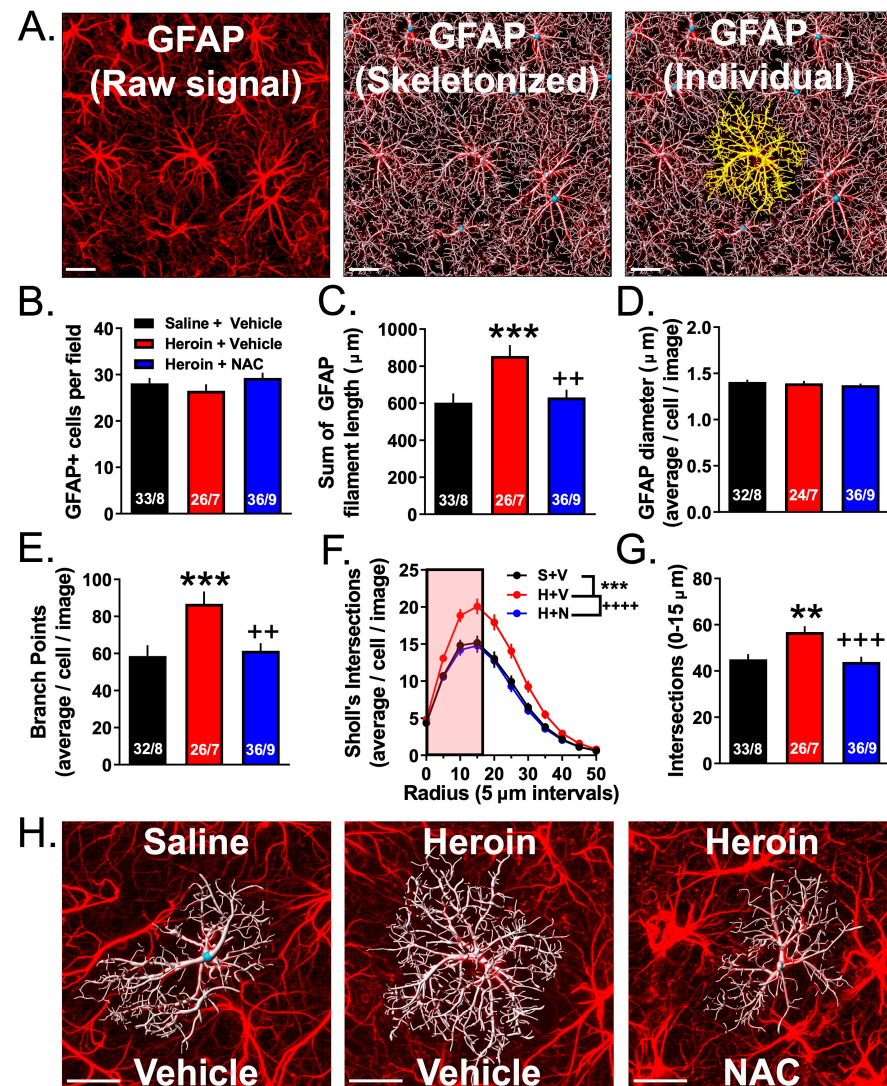 A.
GFAP
(Raw signal)
GFAP
(Skeletonized)
GFAP
(Individual)
B.
GFAP+ cells per field
40
30
20
10
0
Saline + Vehicle
Heroin + Vehicle
Heroin + NAC
33/8
26/7
36/9
C.
Sum of GFAP
filament length (μm)
1000
800
600
400
200
0
***
++
33/8
26/7
36/9
D.
GFAP diameter (μm)
(average / cell / image)
2.0
1.5
1.0
0.5
0.0
32/8
24/7
36/9
E.
Branch Points
(average / cell / image)
100
80
60
40
20
0
***
++
32/8
26/7
36/9
F.
Sholl's Intersections
(average / cell / image)
25
20
15
10
5
0
S+V
H+V
H+N
***
++++
0 10 20 30 40 50
Radius (5 μm intervals)
G.
Intersections (0-15 μm)
80
60
40
20
0
**
+++
33/8
26/7
36/9
H.
Saline
Vehicle
Heroin
Vehicle
Heroin
NAC